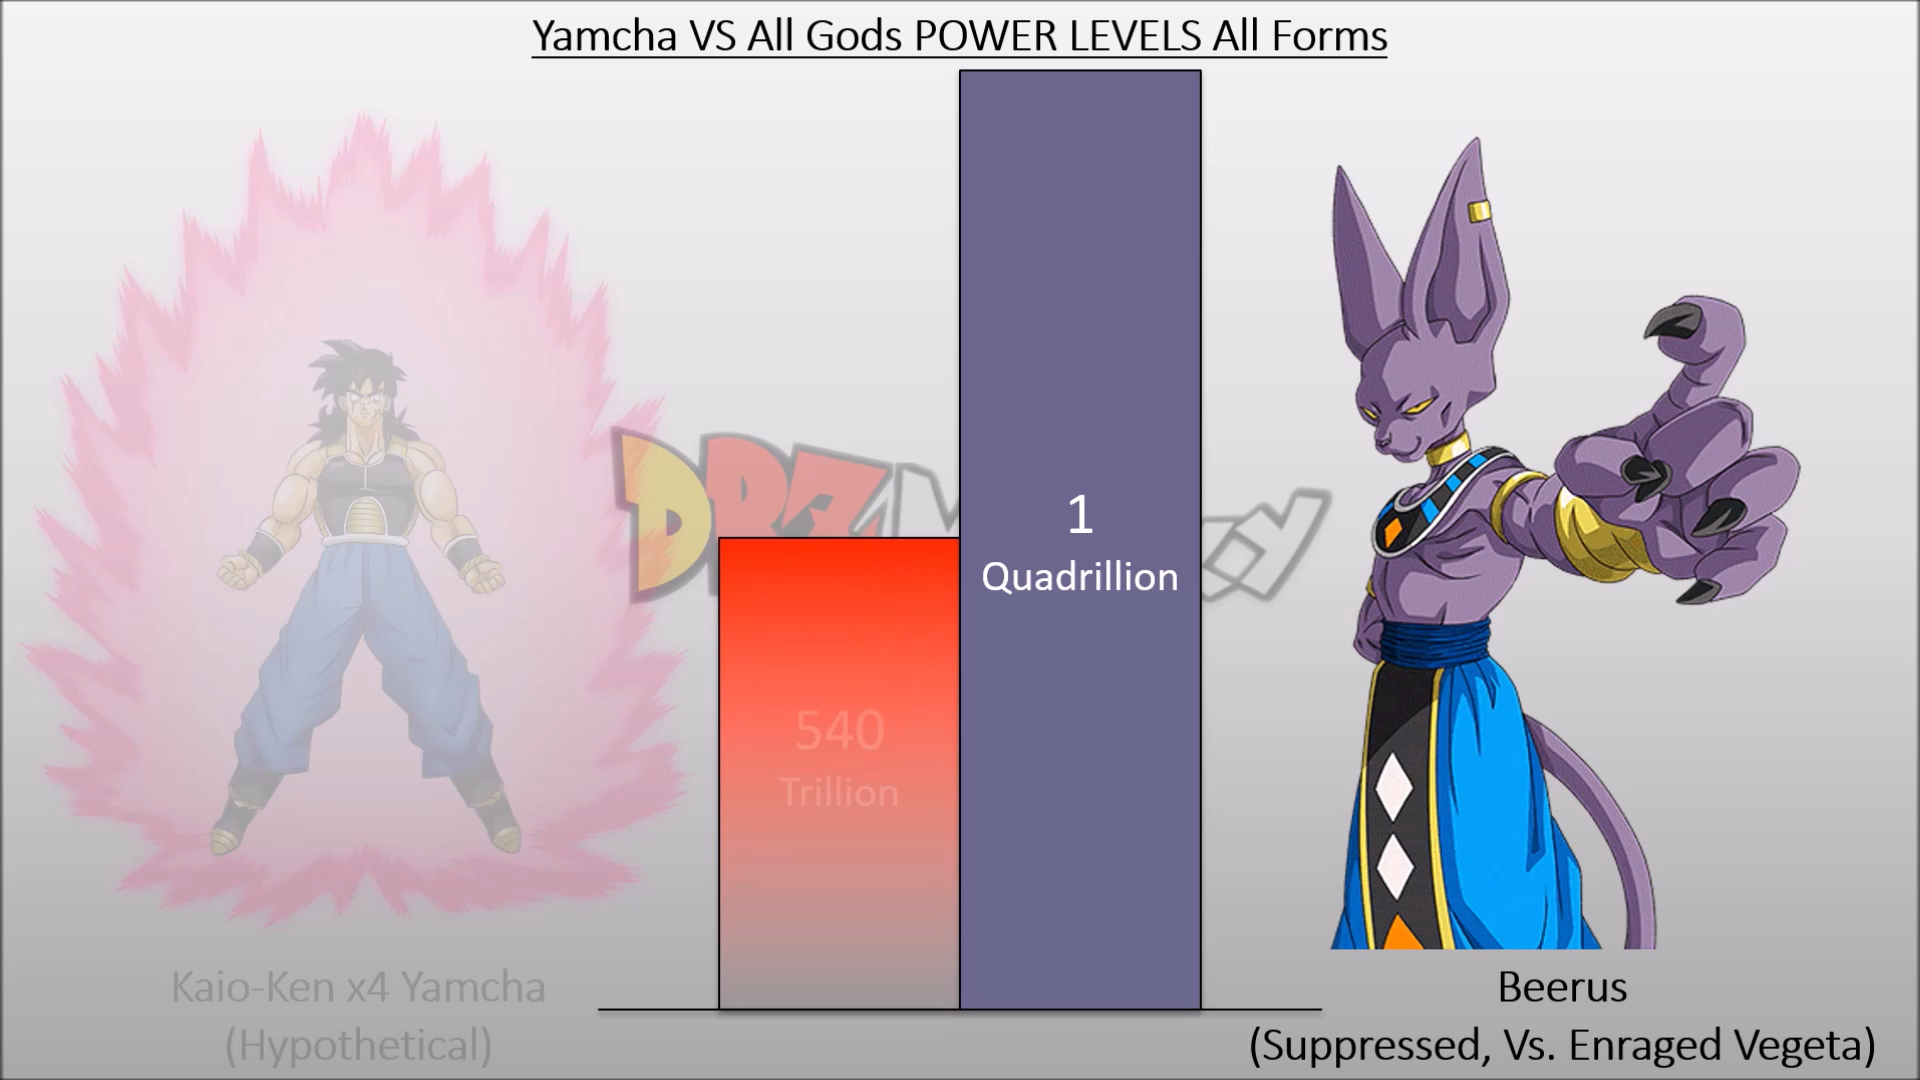 Yamcha VS All Gods POWER LEVELS All Forms
1
Quadrillion
540
Trillion
Kaio-Ken x4 Yamcha
(Hypothetical)
Beerus
(Suppressed, Vs. Enraged Vegeta)